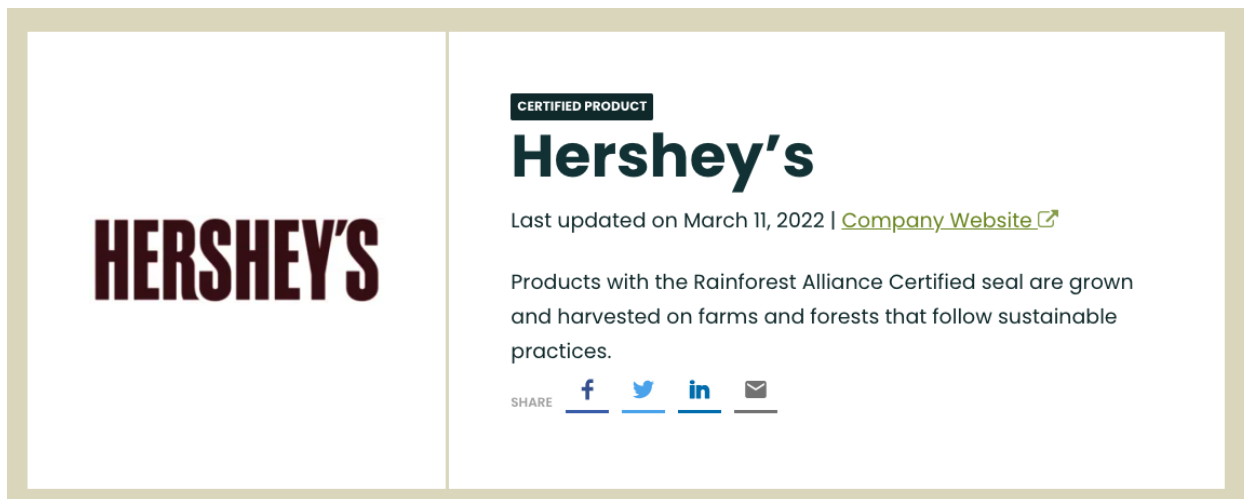 HERSHEY'S
CERTIFIED PRODUCT
Hershey’s
Last updated on March 11, 2022 | Company Website
Products with the Rainforest Alliance Certified seal are grown
and harvested on farms and forests that follow sustainable
practices.
SHARE